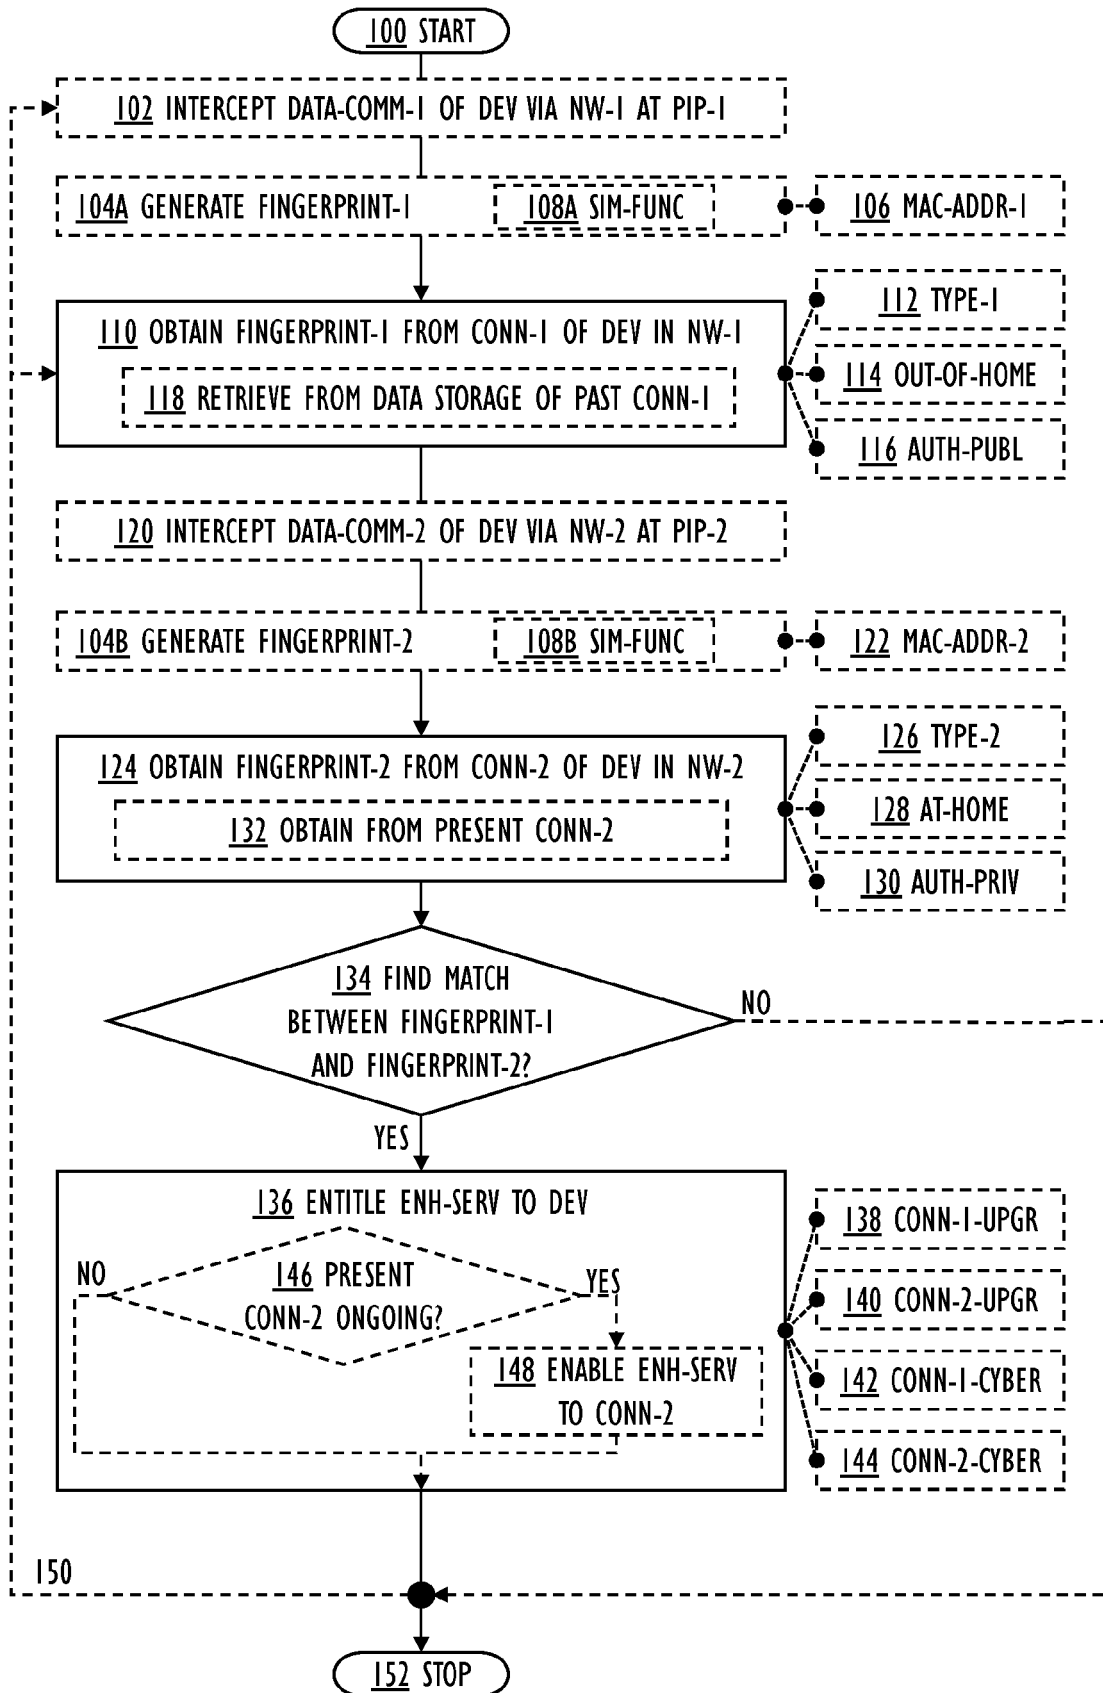 100 START
102 INTERCEPT DATA-COMM-1 OF DEV VIA NW-1 AT PIP-1
104A GENERATE FINGERPRINT-1
108A SIM-FUNC
106 MAC-ADDR-1
110 OBTAIN FINGERPRINT-1 FROM CONN-1 OF DEV IN NW-1
118 RETRIEVE FROM DATA STORAGE OF PAST CONN-1
112 TYPE-1
114 OUT-OF-HOME
116 AUTH-PUBL
120 INTERCEPT DATA-COMM-2 OF DEV VIA NW-2 AT PIP-2
104B GENERATE FINGERPRINT-2
108B SIM-FUNC
122 MAC-ADDR-2
124 OBTAIN FINGERPRINT-2 FROM CONN-2 OF DEV IN NW-2
132 OBTAIN FROM PRESENT CONN-2
126 TYPE-2
128 AT-HOME
130 AUTH-PRIV
134 FIND MATCH
BETWEEN FINGERPRINT-1
AND FINGERPRINT-2?
NO
YES
136 ENTITLE ENH-SERV TO DEV
NO
146 PRESENT
CONN-2 ONGOING?
YES
148 ENABLE ENH-SERV
TO CONN-2
138 CONN-1-UPGR
140 CONN-2-UPGR
142 CONN-1-CYBER
144 CONN-2-CYBER
150
152 STOP